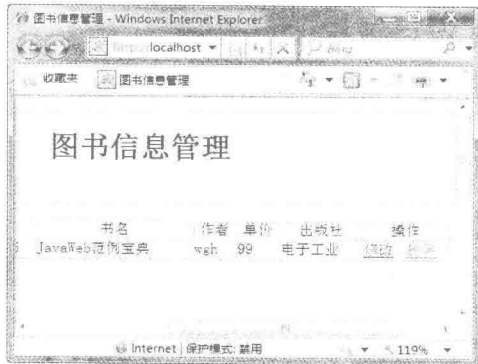 图书信息管理 - Windows Internet Explorer
localhost
Bing
收藏夹 图书信息管理
图书信息管理
书名 作者 单价 出版社 操作
JavaWeb范例宝典 wgh 99 电子工业 修改
Internet | 保护模式: 禁用 119%